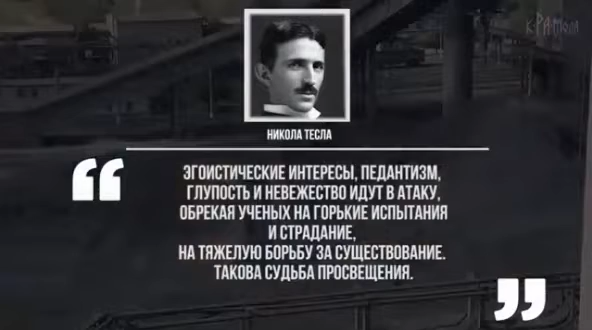 КРАМОЛА
НИКОЛА ТЕСЛА
ЭГОИСТИЧЕСКИЕ ИНТЕРЕСЫ, ПЕДАНТИЗМ,
ГЛУПОСТЬ И НЕВЕЖЕСТВО ИДУТ В АТАКУ,
ОБРЕКАЯ УЧЕНЫХ НА ГОРЬКИЕ ИСПЫТАНИЯ
И СТРАДАНИЕ,
НА ТЯЖЕЛУЮ БОРЬБУ ЗА СУЩЕСТВОВАНИЕ.
ТАКОВА СУДЬБА ПРОСВЕЩЕНИЯ.